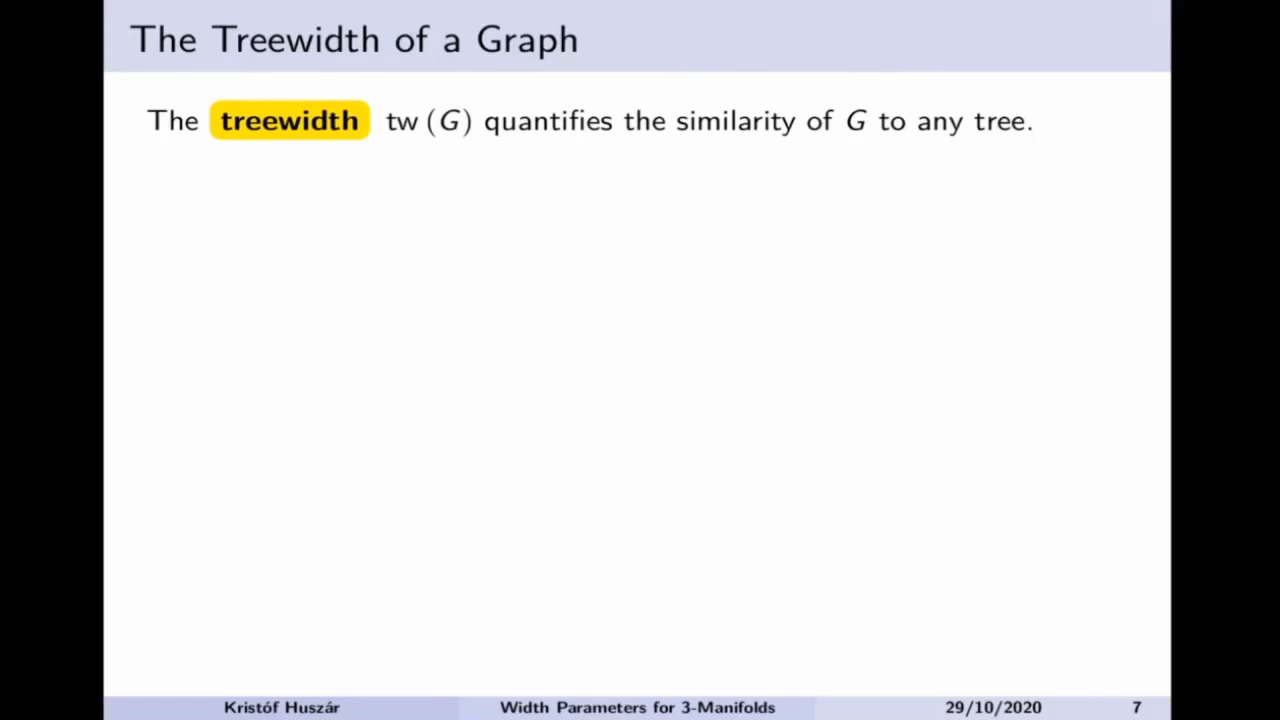 The Treewidth of a Graph
The treewidth tw (G) quantifies the similarity of G to any tree.
Kristóf Huszár Width Parameters for 3-Manifolds 29/10/2020 7